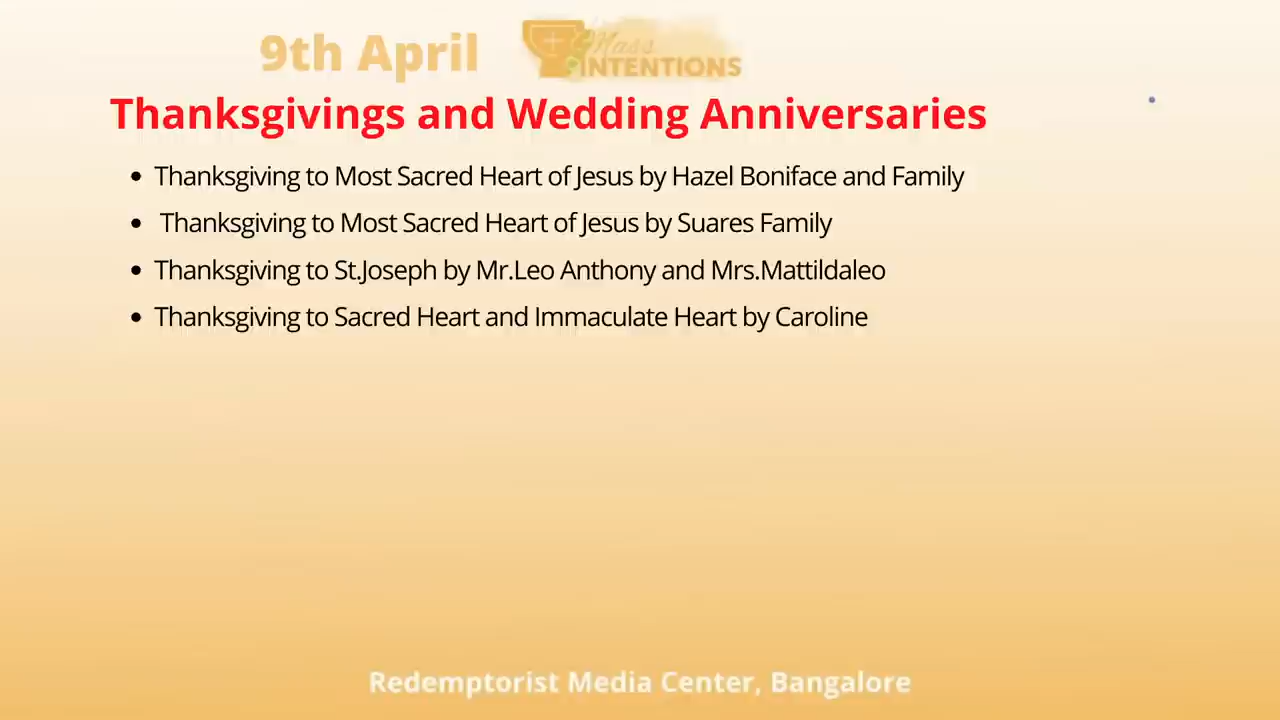 9th April
Mass
INTENTIONS
Thanksgivings and Wedding Anniversaries
• Thanksgiving to Most Sacred Heart of Jesus by Hazel Boniface and Family
• Thanksgiving to Most Sacred Heart of Jesus by Suares Family
• Thanksgiving to St.Joseph by Mr.Leo Anthony and Mrs.Mattildaleo
• Thanksgiving to Sacred Heart and Immaculate Heart by Caroline
Redemptorist Media Center, Bangalore